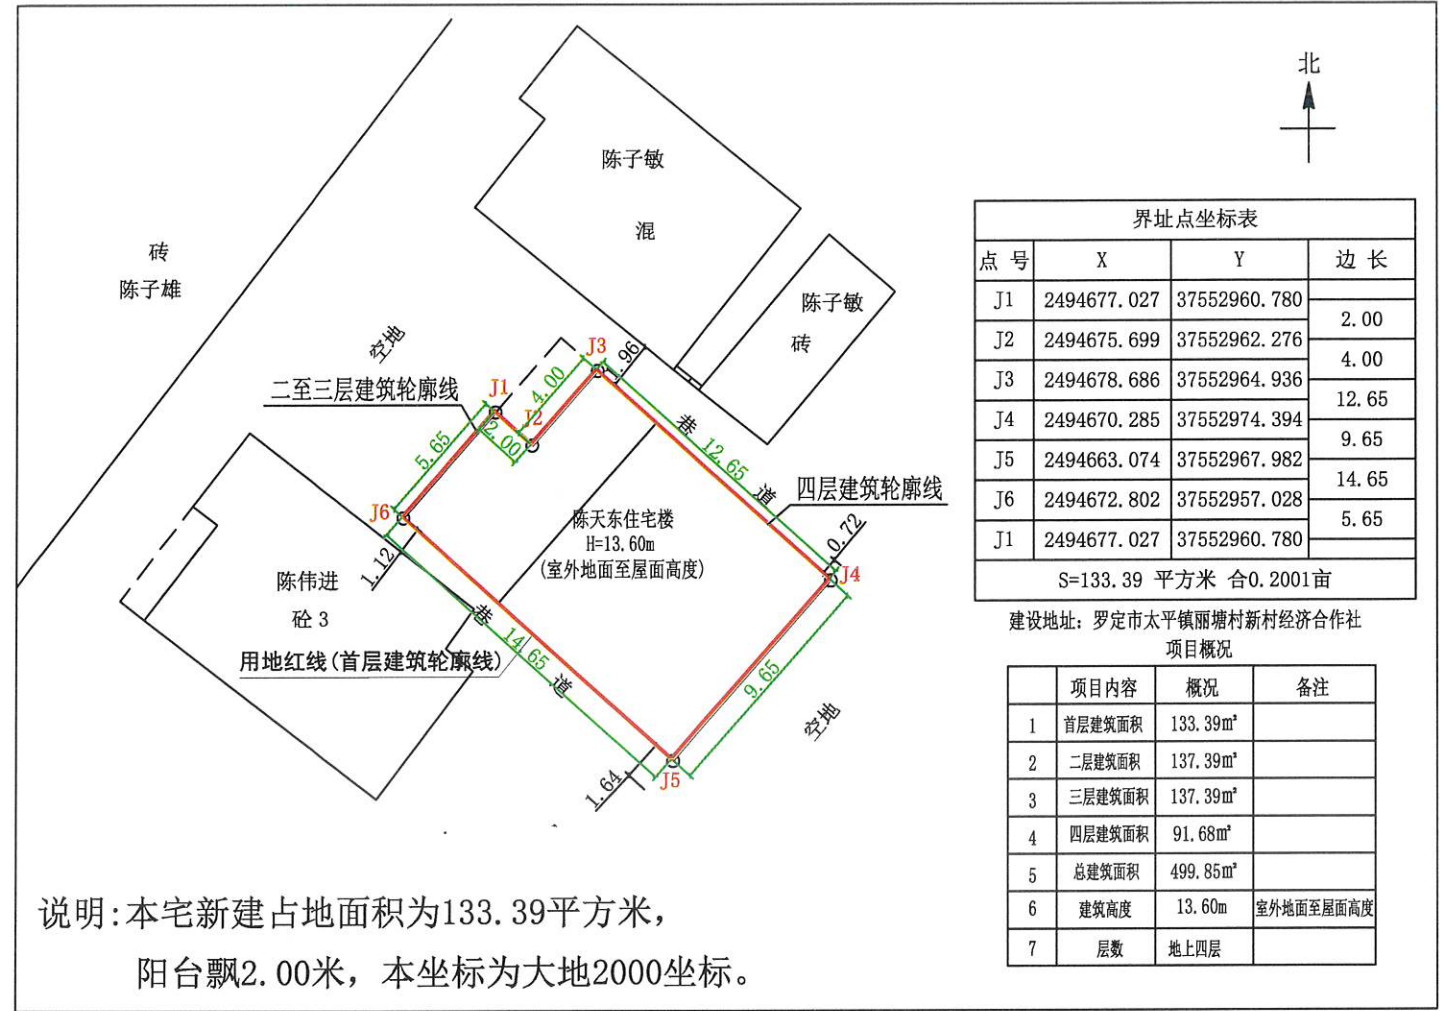 北
陈子敏
混
砖
陈子雄
陈子敏
砖
空地
二至三层建筑轮廓线
J1
J2
J3
1.96
4.00
2.00
5.65
巷
12.65
道
四层建筑轮廓线
0.72
J4
J6
1.12
陈天东住宅楼
H=13.60m
(室外地面至屋面高度)
陈伟进
砼 3
巷
14.65
道
用地红线(首层建筑轮廓线)
9.65
空地
J5
1.64
界址点坐标表
点 号 X Y 边 长
J1 2494677.027 37552960.780
2.00
J2 2494675.699 37552962.276
4.00
J3 2494678.686 37552964.936
12.65
J4 2494670.285 37552974.394
9.65
J5 2494663.074 37552967.982
14.65
J6 2494672.802 37552957.028
5.65
J1 2494677.027 37552960.780
S=133.39 平方米 合0.2001亩
建设地址：罗定市太平镇丽塘村新村经济合作社
项目概况
项目内容 概况 备注
1 首层建筑面积 133.39m²
2 二层建筑面积 137.39m²
3 三层建筑面积 137.39m²
4 四层建筑面积 91.68m²
5 总建筑面积 499.85m²
6 建筑高度 13.60m 室外地面至屋面高度
7 层数 地上四层
说明:本宅新建占地面积为133.39平方米，
阳台飘2.00米，本坐标为大地2000坐标。